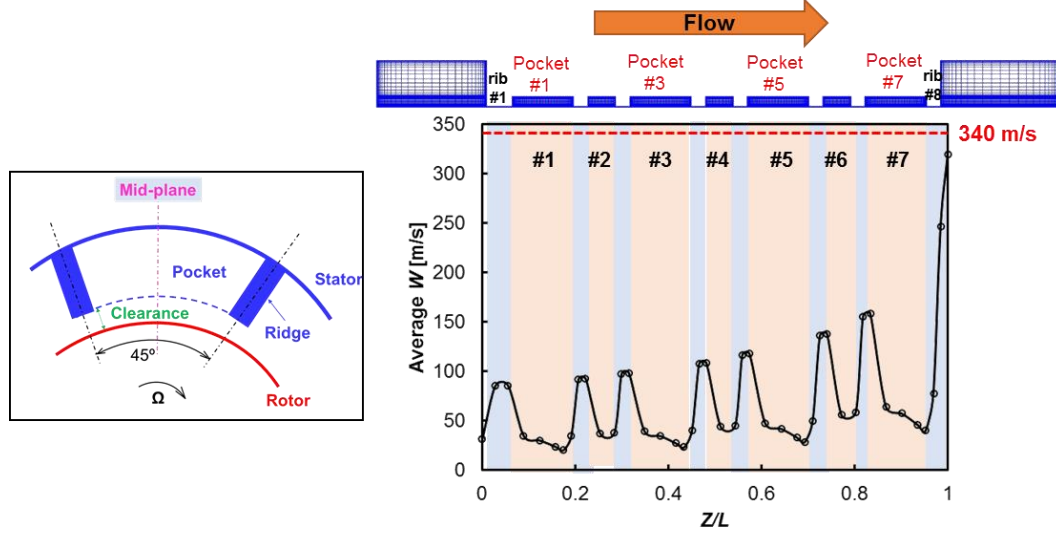 Flow
Pocket
#1
Pocket
#3
Pocket
#5
Pocket
#7
rib
#1
rib
#8
350
300
250
200
150
100
50
0
Average W [m/s]
340 m/s
#1
#2
#3
#4
#5
#6
#7
0
0.2
0.4
0.6
0.8
1
Z/L
Mid-plane
Pocket
Stator
Clearance
Ridge
45º
Ω
Rotor